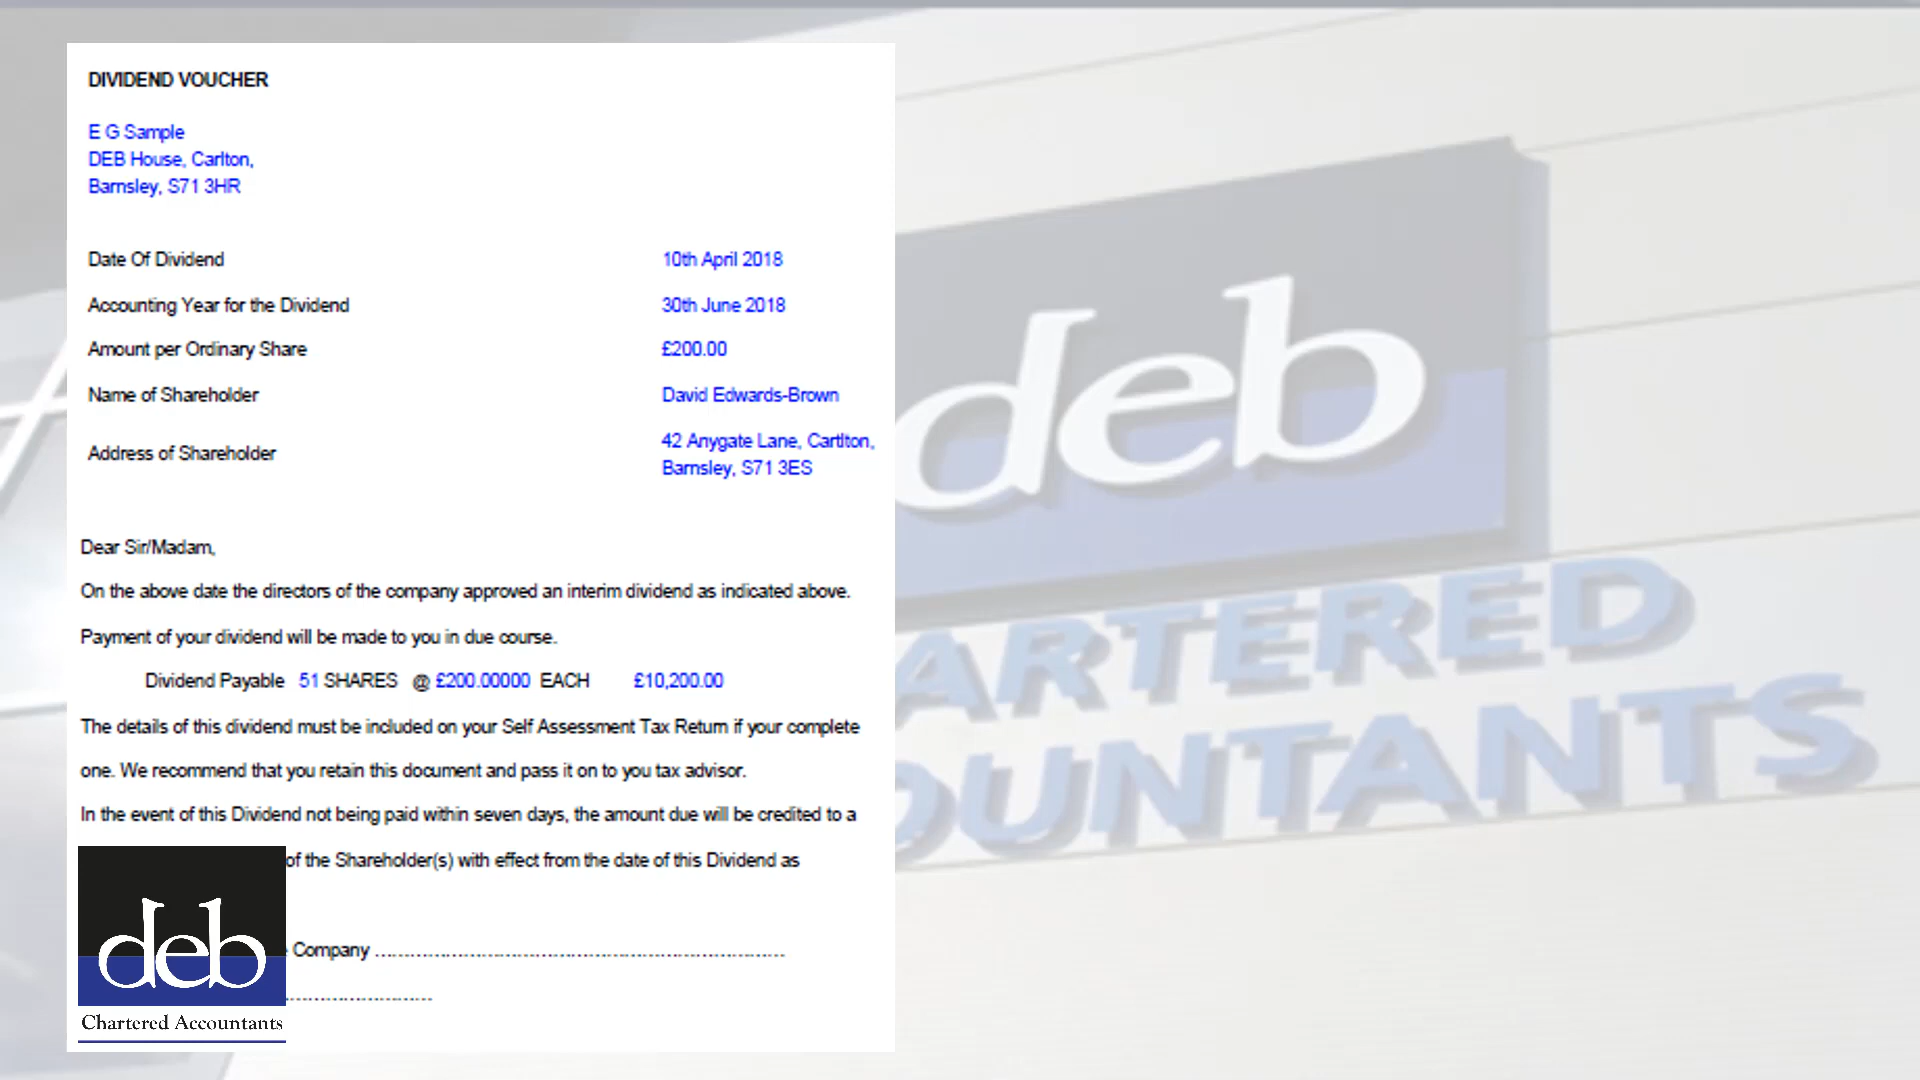 DIVIDEND VOUCHER
E G Sample
DEB House, Carlton,
Barnsley, S71 3HR
Date Of Dividend 10th April 2018
Accounting Year for the Dividend 30th June 2018
Amount per Ordinary Share £200.00
Name of Shareholder David Edwards-Brown
Address of Shareholder 42 Anygate Lane, Cartlton,
Barnsley, S71 3ES
Dear Sir/Madam,
On the above date the directors of the company approved an interim dividend as indicated above.
Payment of your dividend will be made to you in due course.
Dividend Payable 51 SHARES @ £200.00000 EACH £10,200.00
The details of this dividend must be included on your Self Assessment Tax Return if your complete
one. We recommend that you retain this document and pass it on to you tax advisor.
In the event of this Dividend not being paid within seven days, the amount due will be credited to a
of the Shareholder(s) with effect from the date of this Dividend as
Company
deb
Chartered Accountants
deb
ARTERED
OUNTANTS